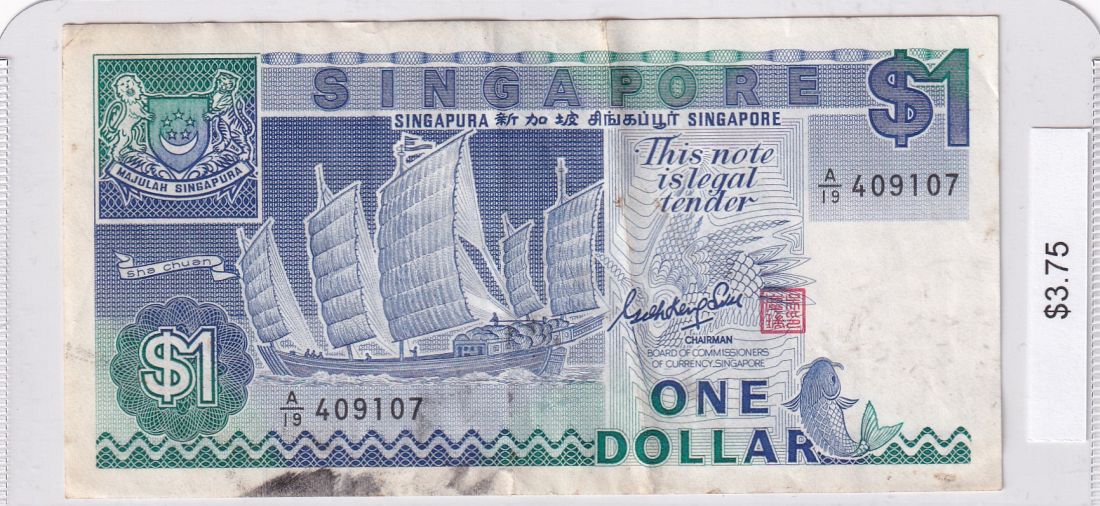 SINGAPORE
$1
SINGAPURA 新加坡 சிங்கப்பூர் SINGAPORE
This note
is legal
tender
A/19 409107
MAJULAH SINGAPURA
sha chuan
$1
CHAIRMAN
BOARD OF COMMISSIONERS
OF CURRENCY, SINGAPORE
A/19 409107
ONE
DOLLAR
$3.75